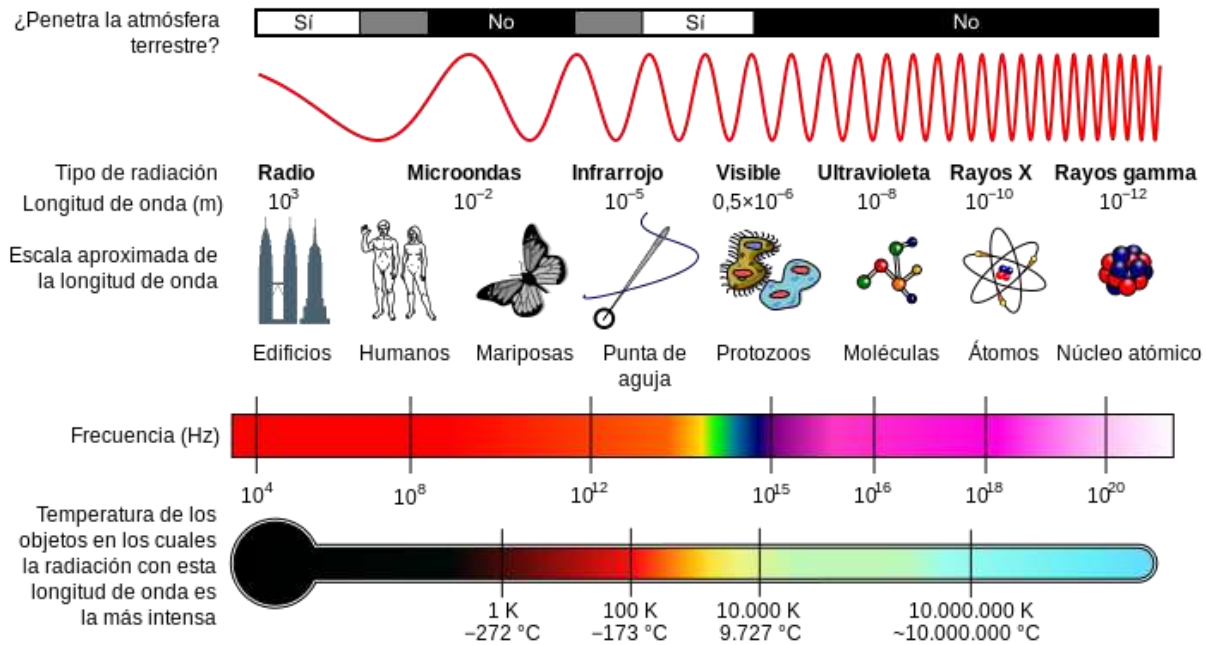 ¿Penetra la atmósfera
terrestre?
Sí No Sí No
Tipo de radiación Radio Microondas Infrarrojo Visible Ultravioleta Rayos X Rayos gamma
Longitud de onda (m) 10³ 10⁻² 10⁻⁵ 0,5×10⁻⁶ 10⁻⁸ 10⁻¹⁰ 10⁻¹²
Escala aproximada de
la longitud de onda
Edificios Humanos Mariposas Punta de aguja Protozoos Moléculas Átomos Núcleo atómico
Frecuencia (Hz)
10⁴ 10⁸ 10¹² 10¹⁵ 10¹⁶ 10¹⁸ 10²⁰
Temperatura de los
objetos en los cuales
la radiación con esta
longitud de onda es
la más intensa
1 K 100 K 10.000 K 10.000.000 K
−272 °C −173 °C 9.727 °C ~10.000.000 °C